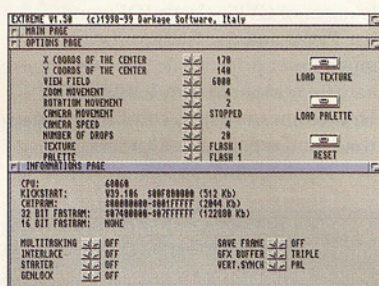 EXTREME V1.50 (c)1998-99 Darkage Software, Italy
MAIN PAGE
OPTIONS PAGE
X COORDS OF THE CENTER 170
Y COORDS OF THE CENTER 140
VIEW FIELD 6000
ZOOM MOVEMENT 4
ROTATION MOVEMENT 2
CAMERA MOVEMENT STOPPED
CAMERA SPEED 4
NUMBER OF DROPS 20
TEXTURE FLASH 1
PALETTE FLASH 1
LOAD TEXTURE
LOAD PALETTE
RESET
INFORMATIONS PAGE
CPU: 68060
KICKSTART: V39.106 $00F80000 (512 Kb)
CHIPRAM: $00000000-$001FFFFF (2044 Kb)
32 BIT FASTRAM: $07400000-$07FFFFFF (122880 Kb)
16 BIT FASTRAM: NONE
MULTITASKING OFF
INTERLACE OFF
STARTER OFF
GENLOCK OFF
SAVE FRAME OFF
GFX BUFFER TRIPLE
VERT.SYNCH PAL